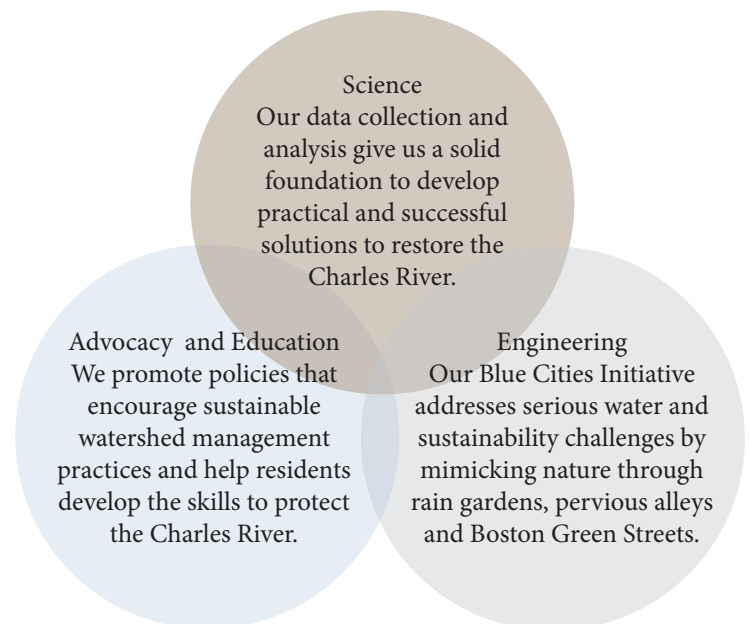 Science
Our data collection and
analysis give us a solid
foundation to develop
practical and successful
solutions to restore the
Charles River.
Advocacy  and Education
We promote policies that
encourage sustainable
watershed management
practices and help residents
develop the skills to protect
the Charles River.
Engineering
Our Blue Cities Initiative
addresses serious water and
sustainability challenges by
mimicking nature through
rain gardens, pervious alleys
and Boston Green Streets.